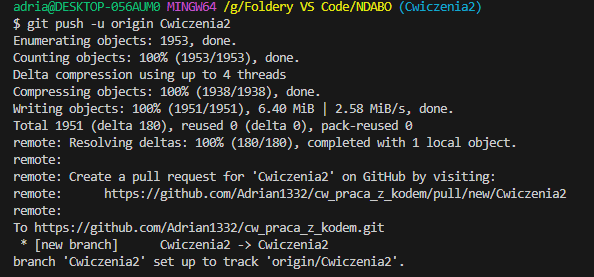 adria@DESKTOP-056AUM0 MINGW64 /g/Foldery VS Code/NDABO (Cwiczenia2)
$ git push -u origin Cwiczenia2
Enumerating objects: 1953, done.
Counting objects: 100% (1953/1953), done.
Delta compression using up to 4 threads
Compressing objects: 100% (1938/1938), done.
Writing objects: 100% (1951/1951), 6.40 MiB | 2.58 MiB/s, done.
Total 1951 (delta 180), reused 0 (delta 0), pack-reused 0
remote: Resolving deltas: 100% (180/180), completed with 1 local object.
remote:
remote: Create a pull request for 'Cwiczenia2' on GitHub by visiting:
remote:      https://github.com/Adrian1332/cw_praca_z_kodem/pull/new/Cwiczenia2
remote:
To https://github.com/Adrian1332/cw_praca_z_kodem.git
 * [new branch]      Cwiczenia2 -> Cwiczenia2
branch 'Cwiczenia2' set up to track 'origin/Cwiczenia2'.